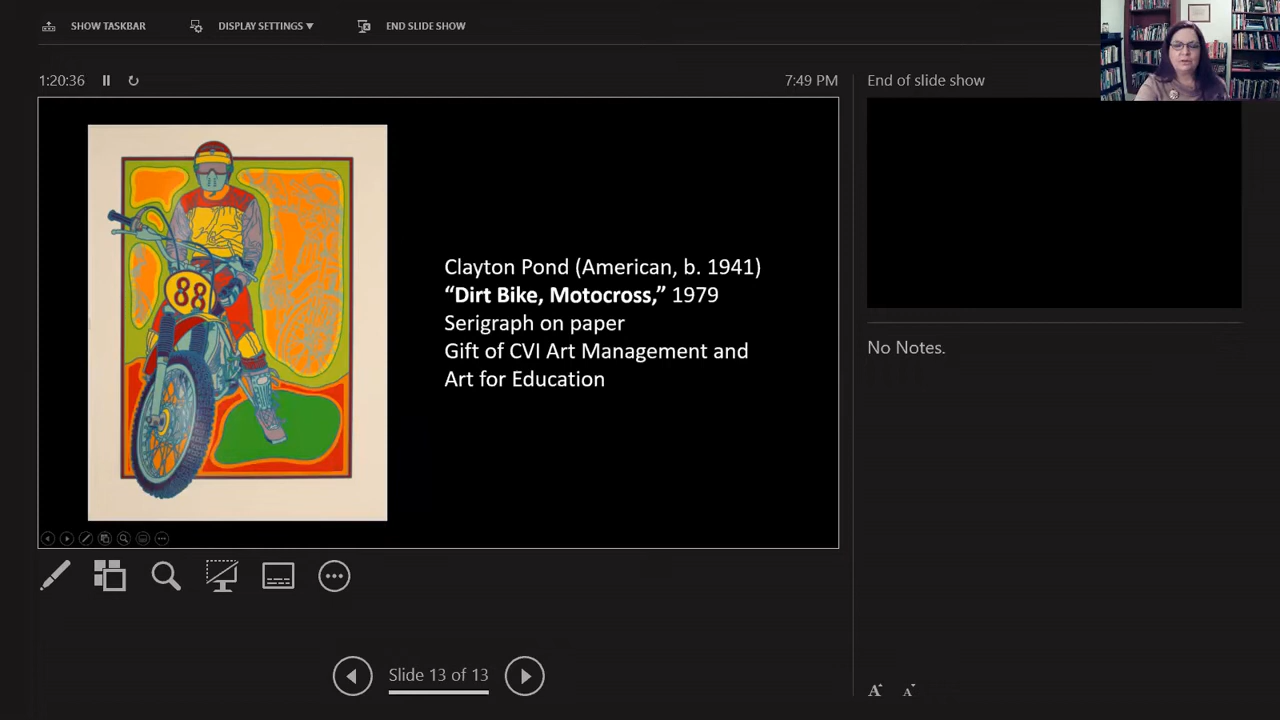 SHOW TASKBAR
DISPLAY SETTINGS ▼
END SLIDE SHOW
1:20:36
7:49 PM
End of slide show
88
Clayton Pond (American, b. 1941)
“Dirt Bike, Motocross,” 1979
Serigraph on paper
Gift of CVI Art Management and
Art for Education
No Notes.
Slide 13 of 13
A A